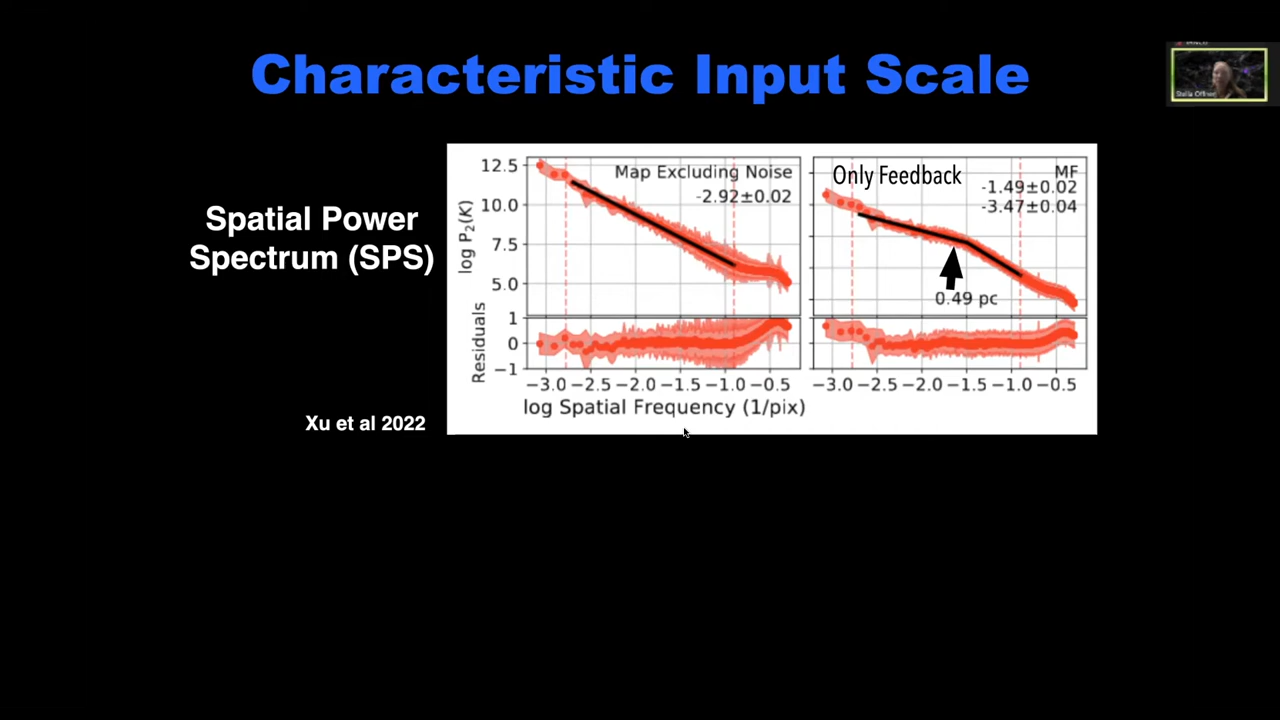 Characteristic Input Scale
Stella Offner
Spatial Power
Spectrum (SPS)
Xu et al 2022
Map Excluding Noise
-2.92±0.02
Only Feedback
MF
-1.49±0.02
-3.47±0.04
0.49 pc
log P₂(K)
12.5
10.0
7.5
5.0
Residuals
1
0
−1
−3.0 −2.5 −2.0 −1.5 −1.0 −0.5
−3.0 −2.5 −2.0 −1.5 −1.0 −0.5
log Spatial Frequency (1/pix)